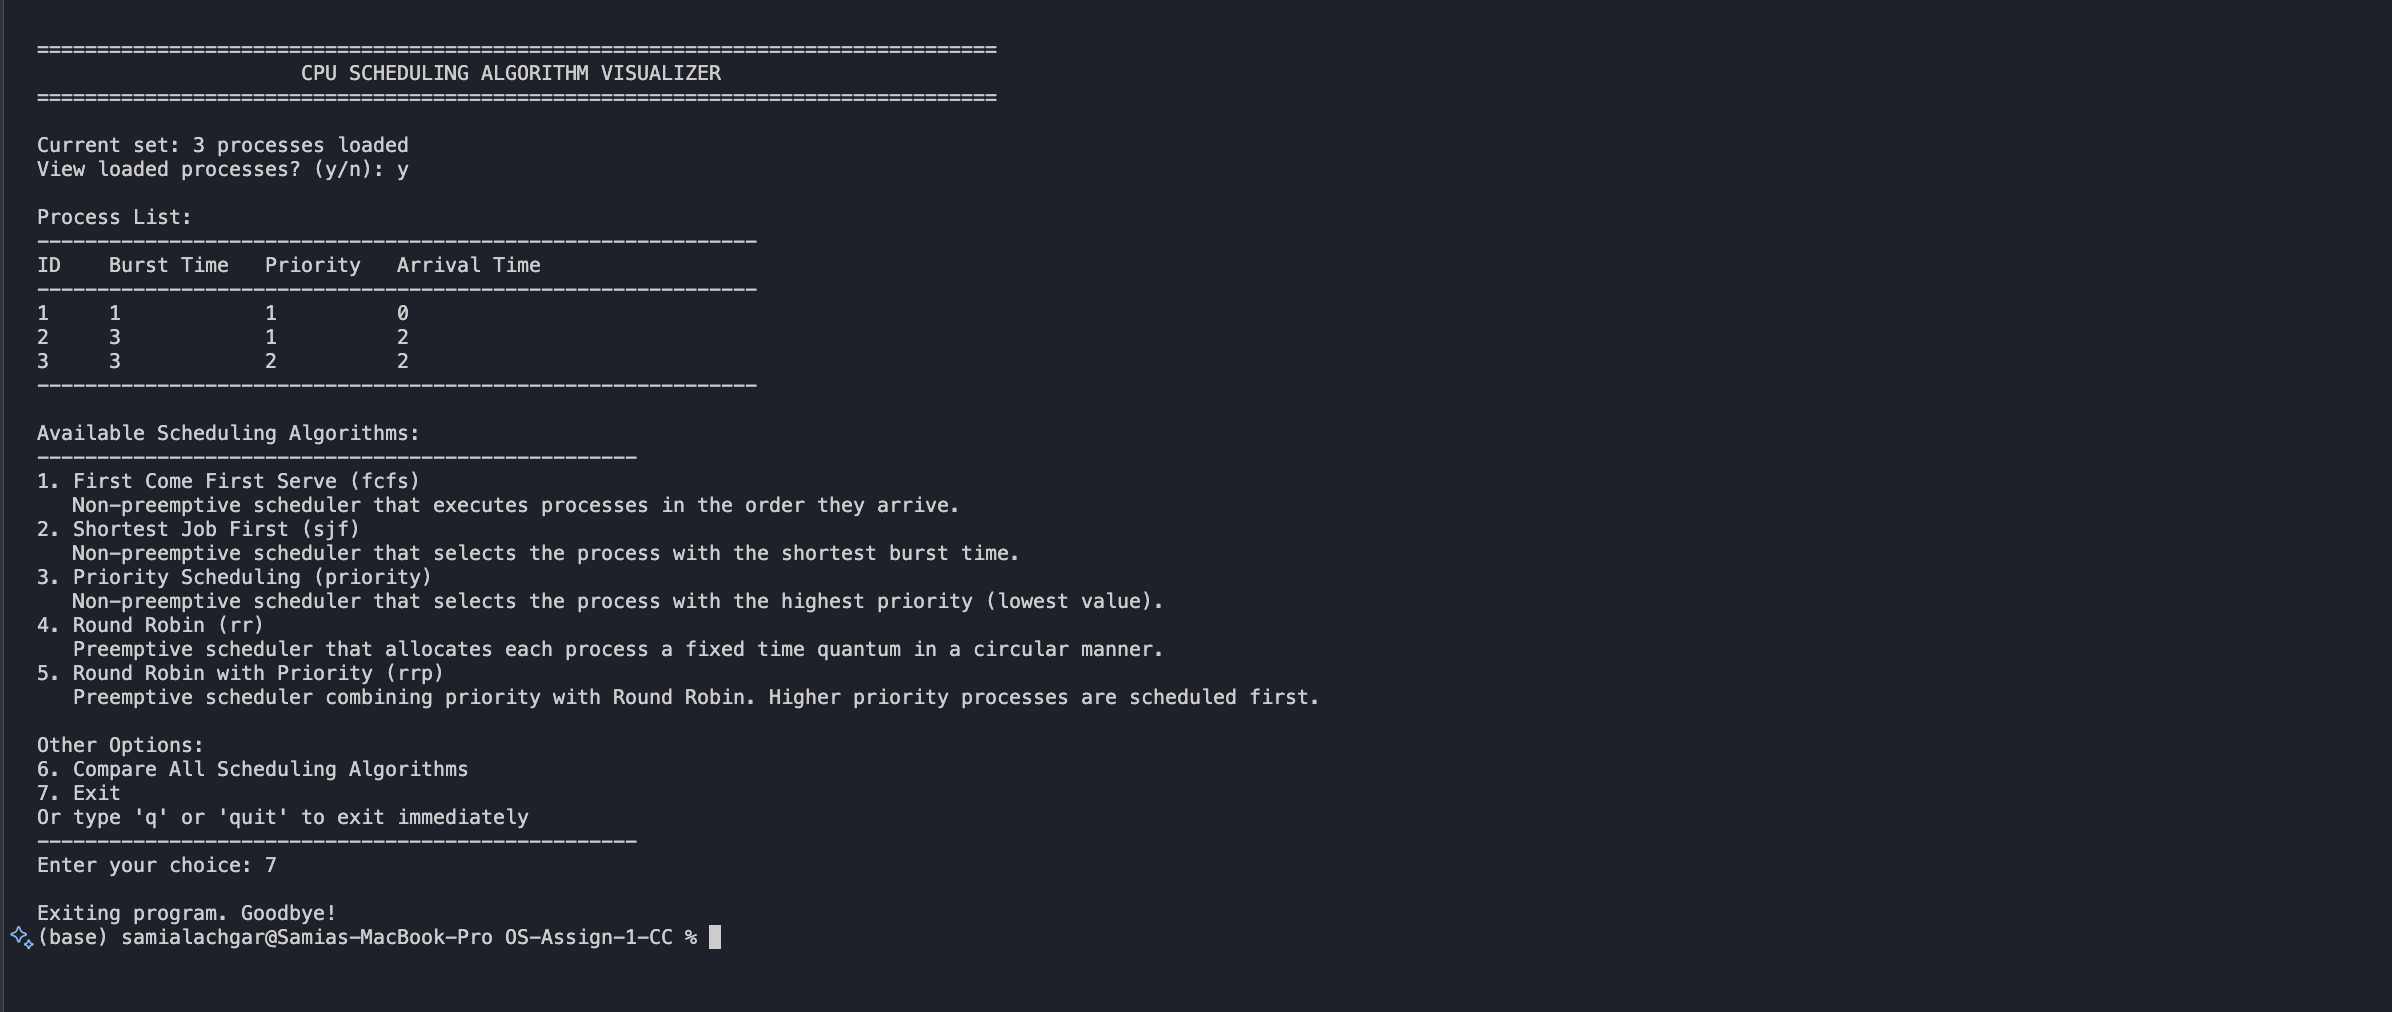 ================================================================================
                      CPU SCHEDULING ALGORITHM VISUALIZER
================================================================================
Current set: 3 processes loaded
View loaded processes? (y/n): y
Process List:
------------------------------------------------------------
ID    Burst Time   Priority   Arrival Time
------------------------------------------------------------
1     1            1          0
2     3            1          2
3     3            2          2
------------------------------------------------------------
Available Scheduling Algorithms:
--------------------------------------------------
1. First Come First Serve (fcfs)
   Non-preemptive scheduler that executes processes in the order they arrive.
2. Shortest Job First (sjf)
   Non-preemptive scheduler that selects the process with the shortest burst time.
3. Priority Scheduling (priority)
   Non-preemptive scheduler that selects the process with the highest priority (lowest value).
4. Round Robin (rr)
   Preemptive scheduler that allocates each process a fixed time quantum in a circular manner.
5. Round Robin with Priority (rrp)
   Preemptive scheduler combining priority with Round Robin. Higher priority processes are scheduled first.
Other Options:
6. Compare All Scheduling Algorithms
7. Exit
Or type 'q' or 'quit' to exit immediately
--------------------------------------------------
Enter your choice: 7
Exiting program. Goodbye!
(base) samialachgar@Samias-MacBook-Pro OS-Assign-1-CC %